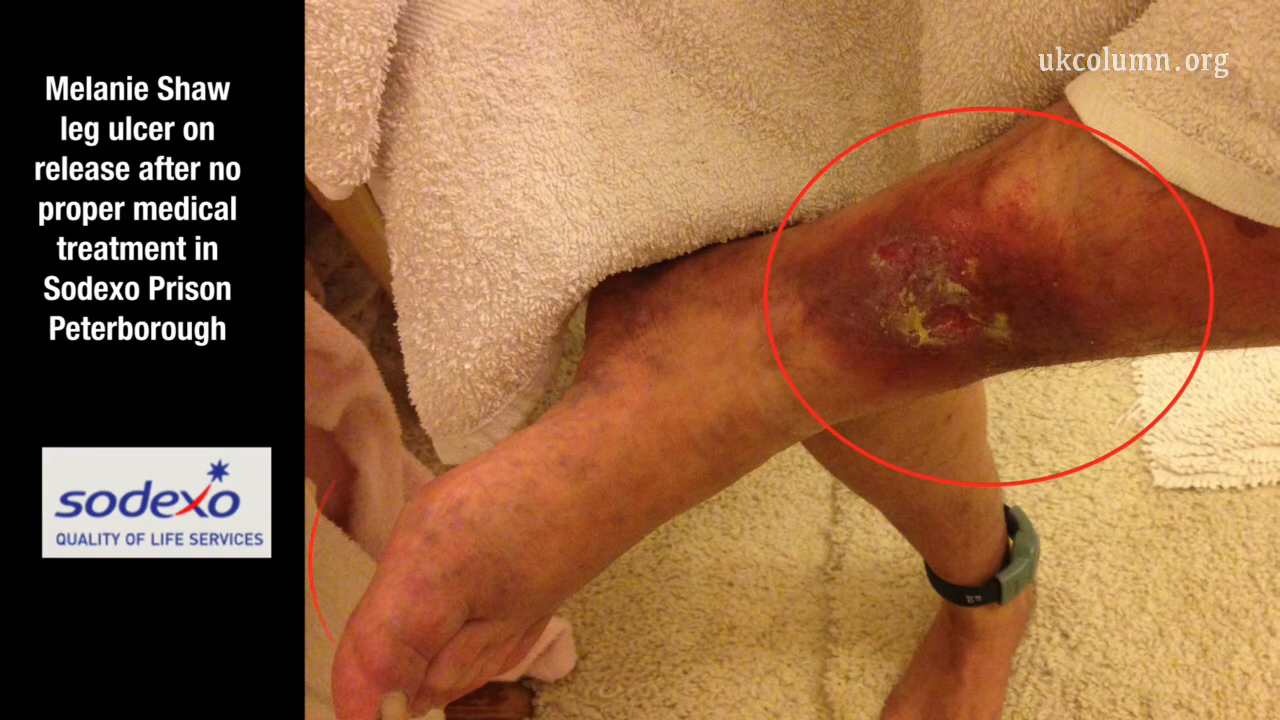 Melanie Shaw
leg ulcer on
release after no
proper medical
treatment in
Sodexo Prison
Peterborough
sodexo
QUALITY OF LIFE SERVICES
ukcolumn.org